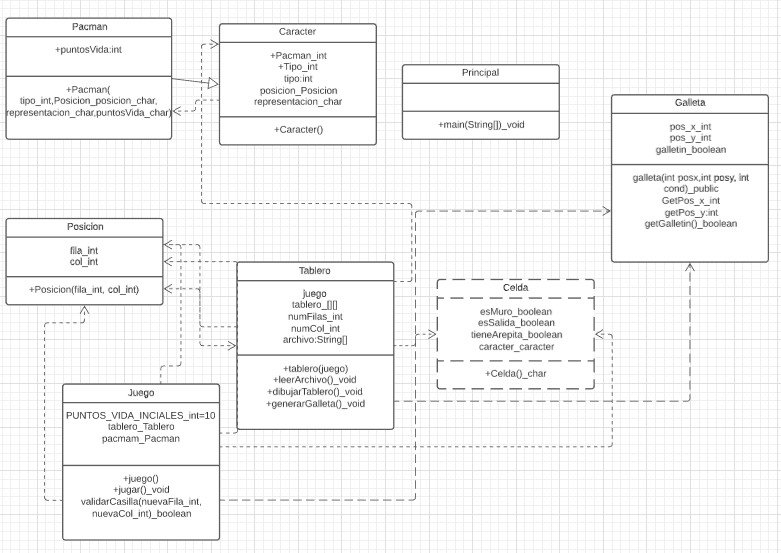 Pacman
+puntosVida:int
+Pacman(
tipo_int,Posicion_posicion_char,
representacion_char,puntosVida_char)
Caracter
+Pacman_int
+Tipo_int
tipo:int
posicion_Posicion
representacion_char
+Caracter()
Principal
+main(String[])_void
Galleta
pos_x_int
pos_y_int
galletin_boolean
galleta(int posx,int posy, int
cond)_public
GetPos_x_int
getPos_y:int
getGalletin()_boolean
Posicion
fila_int
col_int
+Posicion(fila_int, col_int)
Tablero
juego
tablero_[][]
numFilas_int
numCol_int
archivo:String[]
+tablero(juego)
+leerArchivo()_void
+dibujarTablero()_void
+generarGalleta()_void
Celda
esMuro_boolean
esSalida_boolean
tieneArepita_boolean
caracter_caracter
+Celda()_char
Juego
PUNTOS_VIDA_INCIALES_int=10
tablero_Tablero
pacmam_Pacman
+juego()
+jugar()_void
validarCasilla(nuevaFila_int,
nuevaCol_int)_boolean